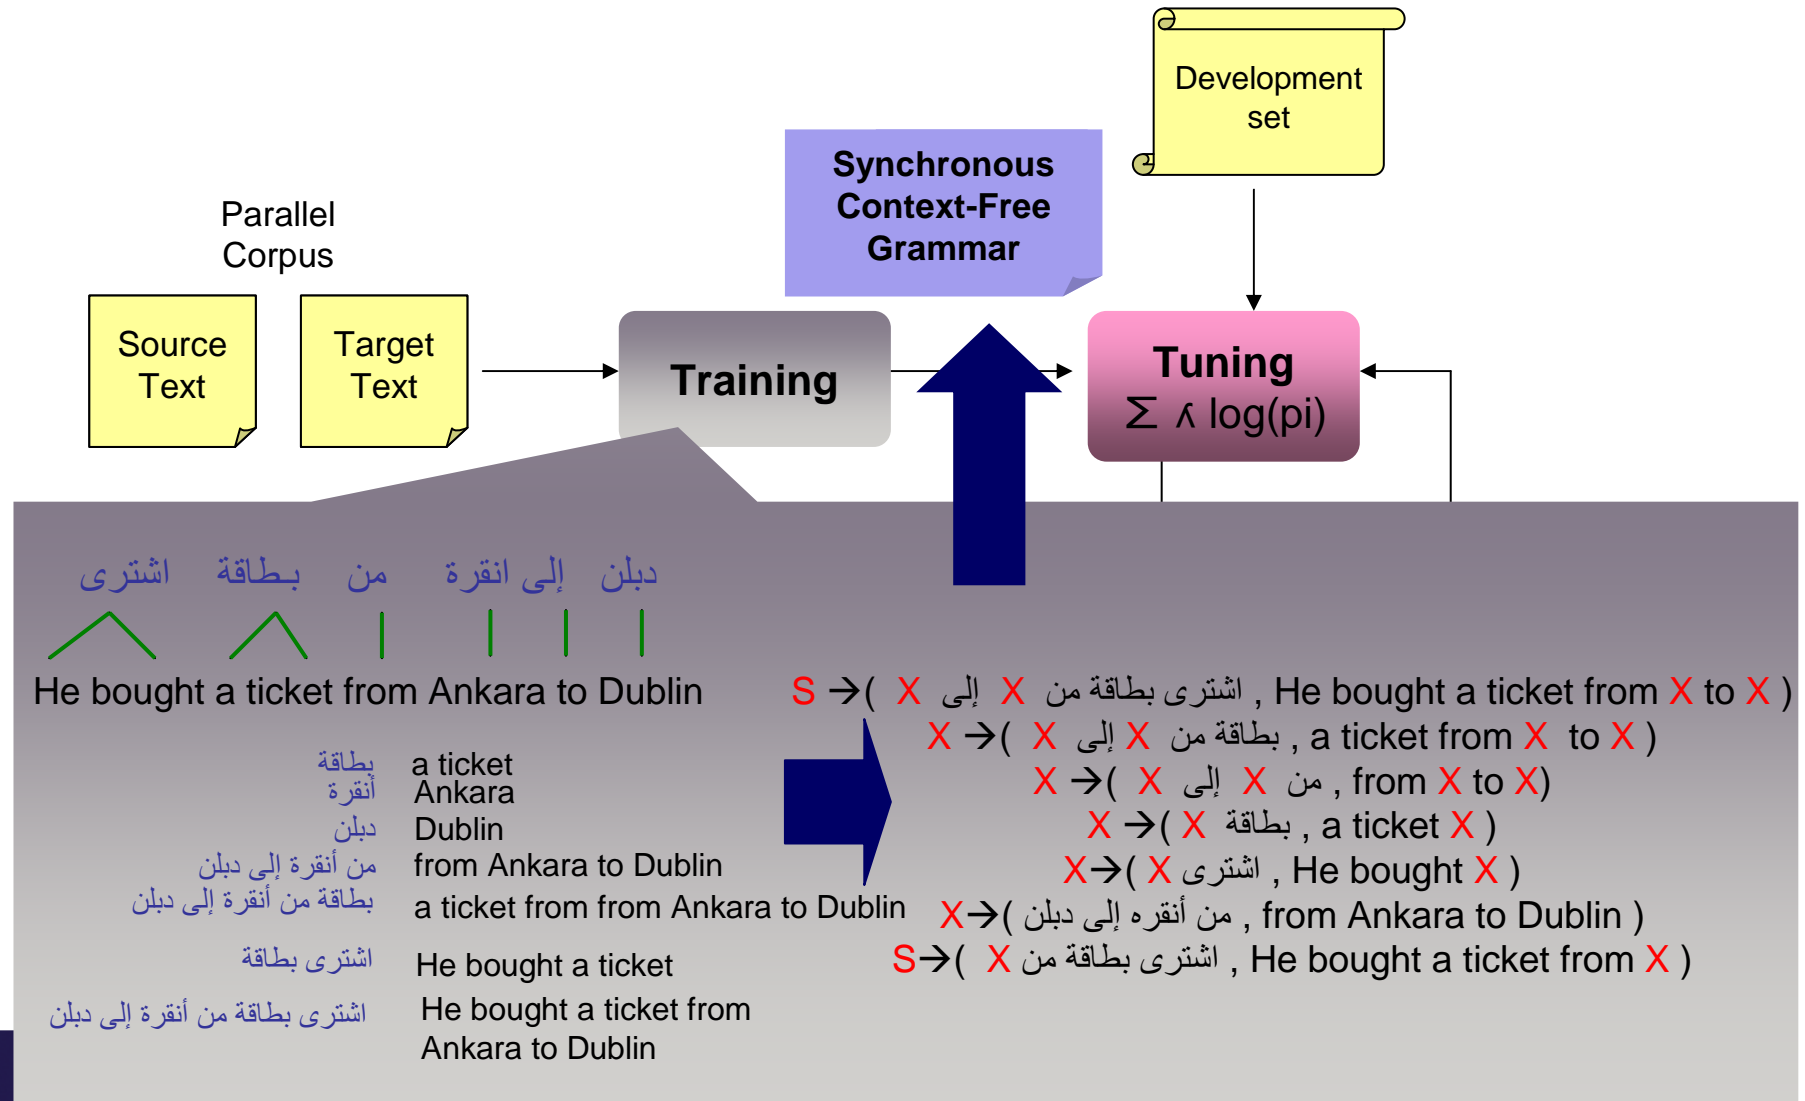 Development
set
Synchronous
Context-Free
Grammar
Parallel
Corpus
Source
Text
Target
Text
Training
Tuning
Σ ʎ log(pi)
اشترى بـطاقة من انقرة إلى دبلن
He bought a ticket from Ankara to Dublin
بطاقة a ticket
أنقرة Ankara
دبلن Dublin
من أنقرة إلى دبلن from Ankara to Dublin
بطاقة من أنقرة إلى دبلن a ticket from from Ankara to Dublin
اشترى بطاقة He bought a ticket
اشترى بطاقة من أنقرة إلى دبلن He bought a ticket from
Ankara to Dublin
S →( اشترى بطاقة من X إلى X , He bought a ticket from X to X )
X →( بطاقة من X إلى X , a ticket from X to X )
X →( من X إلى X , from X to X)
X →( بطاقة X , a ticket X )
X→( اشترى X , He bought X )
X→( من أنقره إلى دبلن , from Ankara to Dublin )
S→( اشترى بطاقة من X , He bought a ticket from X )